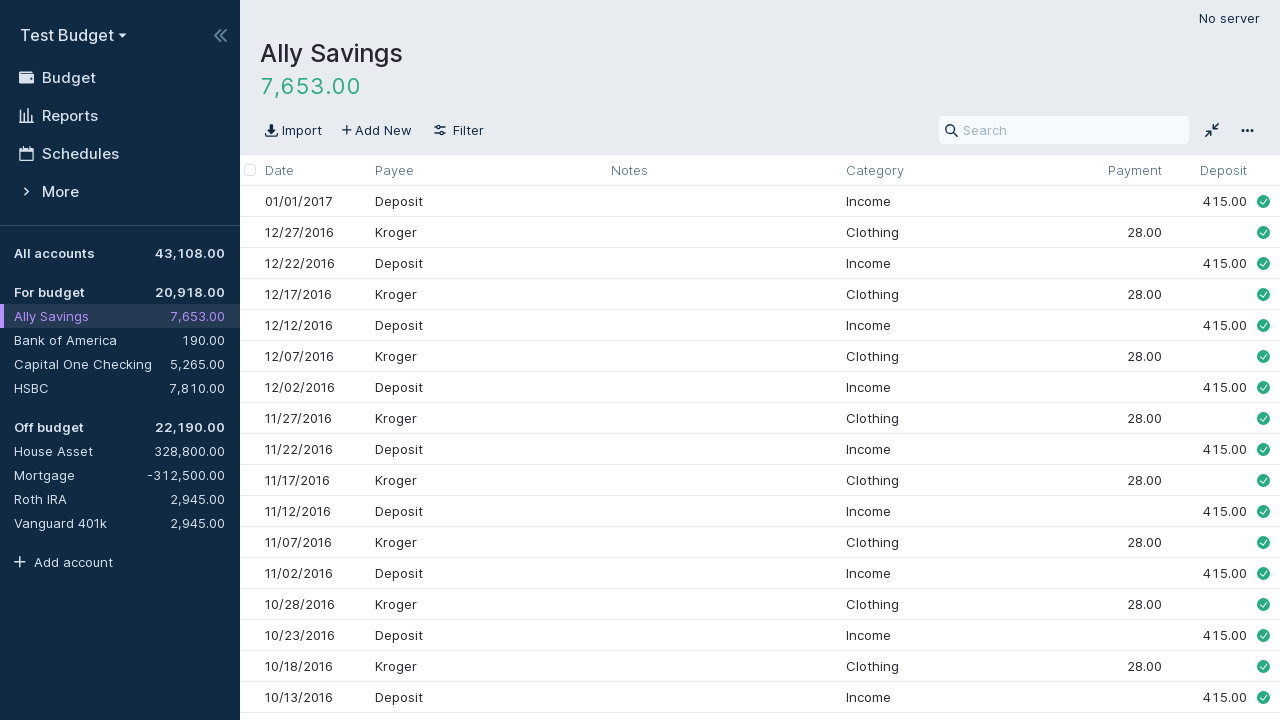 Test Budget
Budget
Reports
Schedules
More
All accounts 43,108.00
For budget 20,918.00
Ally Savings 7,653.00
Bank of America 190.00
Capital One Checking 5,265.00
HSBC 7,810.00
Off budget 22,190.00
House Asset 328,800.00
Mortgage -312,500.00
Roth IRA 2,945.00
Vanguard 401k 2,945.00
Add account
No server
Ally Savings
7,653.00
Import Add New Filter Search
Date Payee Notes Category Payment Deposit
01/01/2017 Deposit Income 415.00
12/27/2016 Kroger Clothing 28.00
12/22/2016 Deposit Income 415.00
12/17/2016 Kroger Clothing 28.00
12/12/2016 Deposit Income 415.00
12/07/2016 Kroger Clothing 28.00
12/02/2016 Deposit Income 415.00
11/27/2016 Kroger Clothing 28.00
11/22/2016 Deposit Income 415.00
11/17/2016 Kroger Clothing 28.00
11/12/2016 Deposit Income 415.00
11/07/2016 Kroger Clothing 28.00
11/02/2016 Deposit Income 415.00
10/28/2016 Kroger Clothing 28.00
10/23/2016 Deposit Income 415.00
10/18/2016 Kroger Clothing 28.00
10/13/2016 Deposit Income 415.00